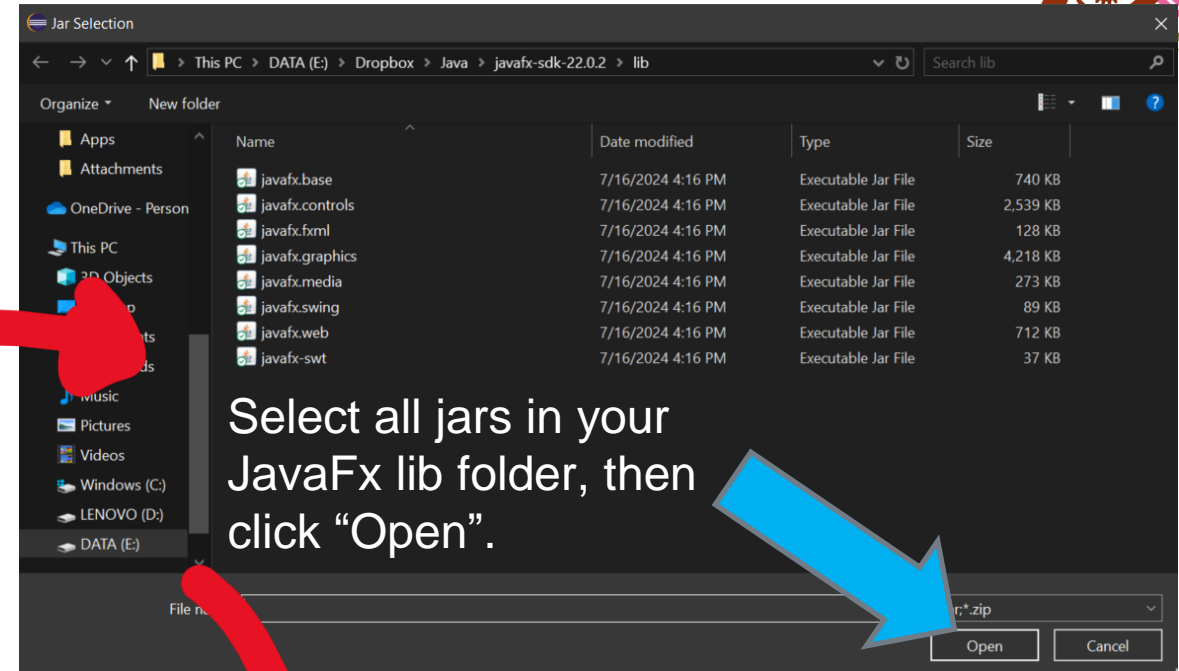 Jar Selection
This PC > DATA (E:) > Dropbox > Java > javafx-sdk-22.0.2 > lib
Search lib
Organize New folder
Name Date modified Type Size
Apps
Attachments
OneDrive - Person
This PC
3D Objects
Music
Pictures
Videos
Windows (C:)
LENOVO (D:)
DATA (E:)
javafx.base 7/16/2024 4:16 PM Executable Jar File 740 KB
javafx.controls 7/16/2024 4:16 PM Executable Jar File 2,539 KB
javafx.fxml 7/16/2024 4:16 PM Executable Jar File 128 KB
javafx.graphics 7/16/2024 4:16 PM Executable Jar File 4,218 KB
javafx.media 7/16/2024 4:16 PM Executable Jar File 273 KB
javafx.swing 7/16/2024 4:16 PM Executable Jar File 89 KB
javafx.web 7/16/2024 4:16 PM Executable Jar File 712 KB
javafx-swt 7/16/2024 4:16 PM Executable Jar File 37 KB
Select all jars in your
JavaFx lib folder, then
click “Open”.
File
*.zip
Open Cancel